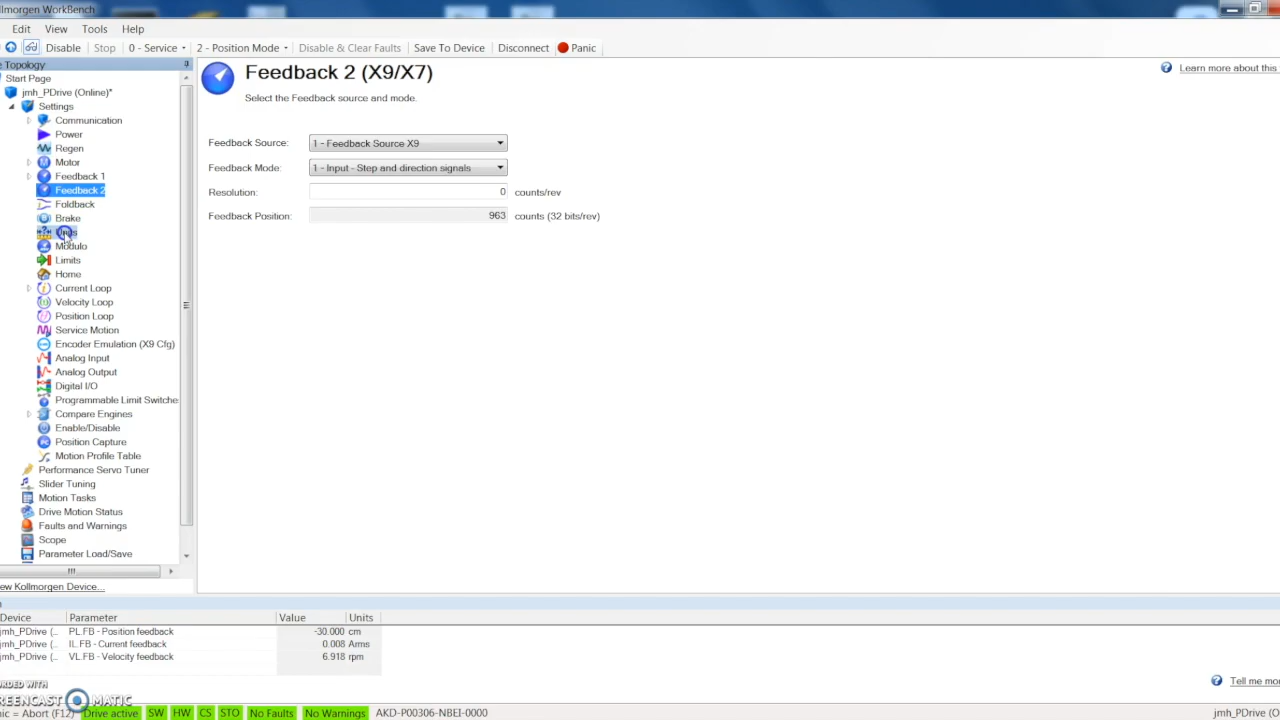 llmorgen WorkBench
Edit View Tools Help
Disable Stop 0 - Service 2 - Position Mode Disable & Clear Faults Save To Device Disconnect Panic
e Topology
Start Page
jmh_PDrive (Online)*
Settings
Communication
Power
Regen
Motor
Feedback 1
Feedback 2
Foldback
Brake
Modulo
Limits
Home
Current Loop
Velocity Loop
Position Loop
Service Motion
Encoder Emulation (X9 Cfg)
Analog Input
Analog Output
Digital I/O
Programmable Limit Switche
Compare Engines
Enable/Disable
Position Capture
Motion Profile Table
Performance Servo Tuner
Slider Tuning
Motion Tasks
Drive Motion Status
Faults and Warnings
Scope
Parameter Load/Save
ew Kollmorgen Device...
Feedback 2 (X9/X7)
Learn more about this
Select the Feedback source and mode.
Feedback Source: 1 - Feedback Source X9
Feedback Mode: 1 - Input - Step and direction signals
Resolution: 0 counts/rev
Feedback Position: 963 counts (32 bits/rev)
Device Parameter Value Units
jmh_PDrive (... PL.FB - Position feedback -30.000 cm
jmh_PDrive (... IL.FB - Current feedback 0.008 Arms
jmh_PDrive (... VL.FB - Velocity feedback 6.918 rpm
Tell me mor
RDED WITH
REENCAST MATIC
nic = Abort (F12) Drive active SW HW CS STO No Faults No Warnings AKD-P00306-NBEI-0000 jmh_PDrive (O